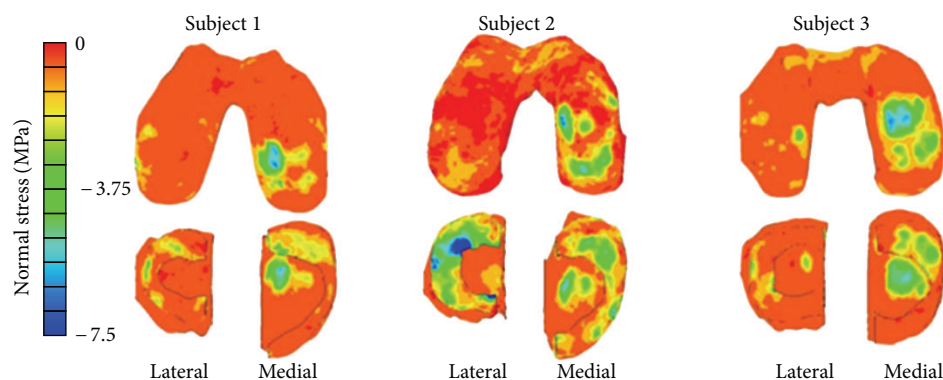 Subject 1
Subject 2
Subject 3
Normal stress (MPa)
0
−3.75
−7.5
Lateral Medial
Lateral Medial
Lateral Medial